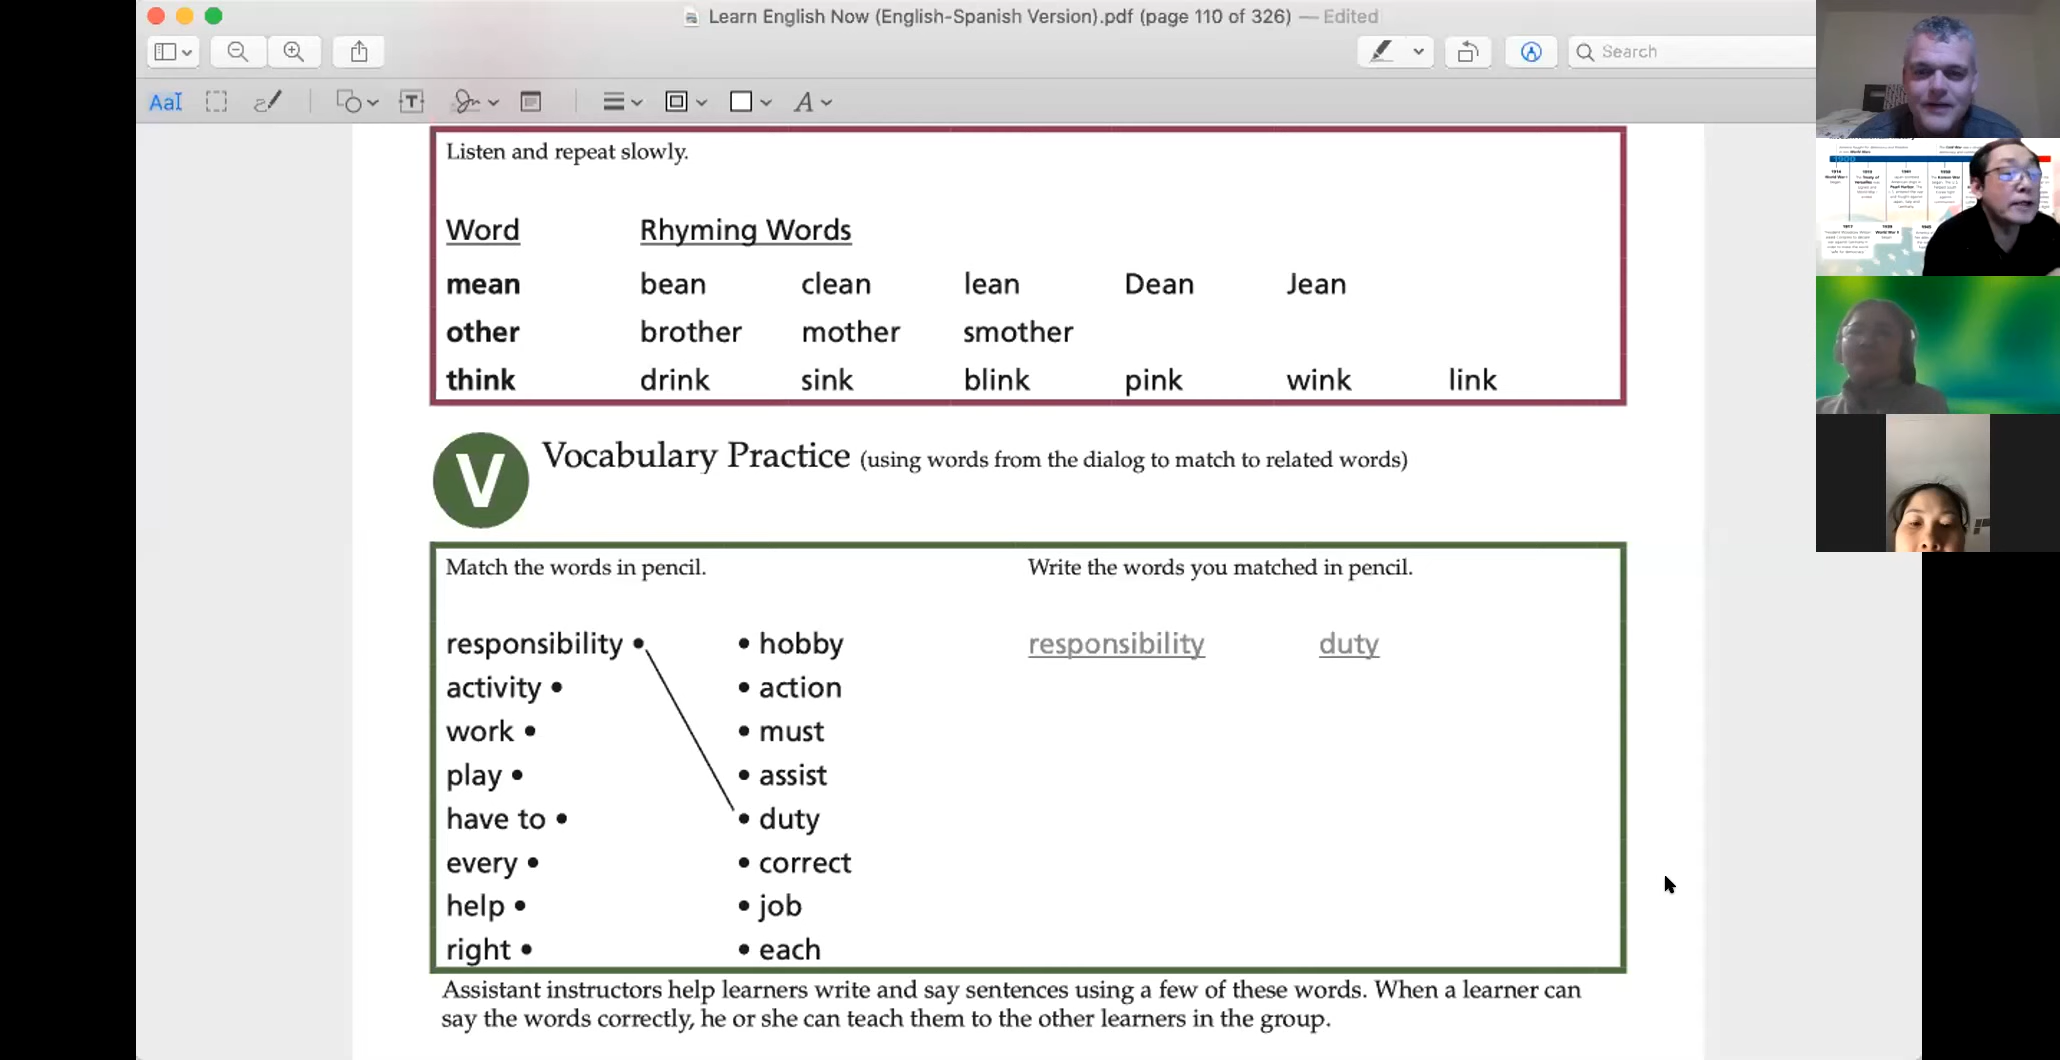 Learn English Now (English-Spanish Version).pdf (page 110 of 326) — Edited
Search
AaI
T
A
Listen and repeat slowly.
Word Rhyming Words
mean bean clean lean Dean Jean
other brother mother smother
think drink sink blink pink wink link
V Vocabulary Practice (using words from the dialog to match to related words)
Match the words in pencil. Write the words you matched in pencil.
responsibility • • hobby responsibility duty
activity • • action
work • • must
play • • assist
have to • • duty
every • • correct
help • • job
right • • each
Assistant instructors help learners write and say sentences using a few of these words. When a learner can
say the words correctly, he or she can teach them to the other learners in the group.
1900